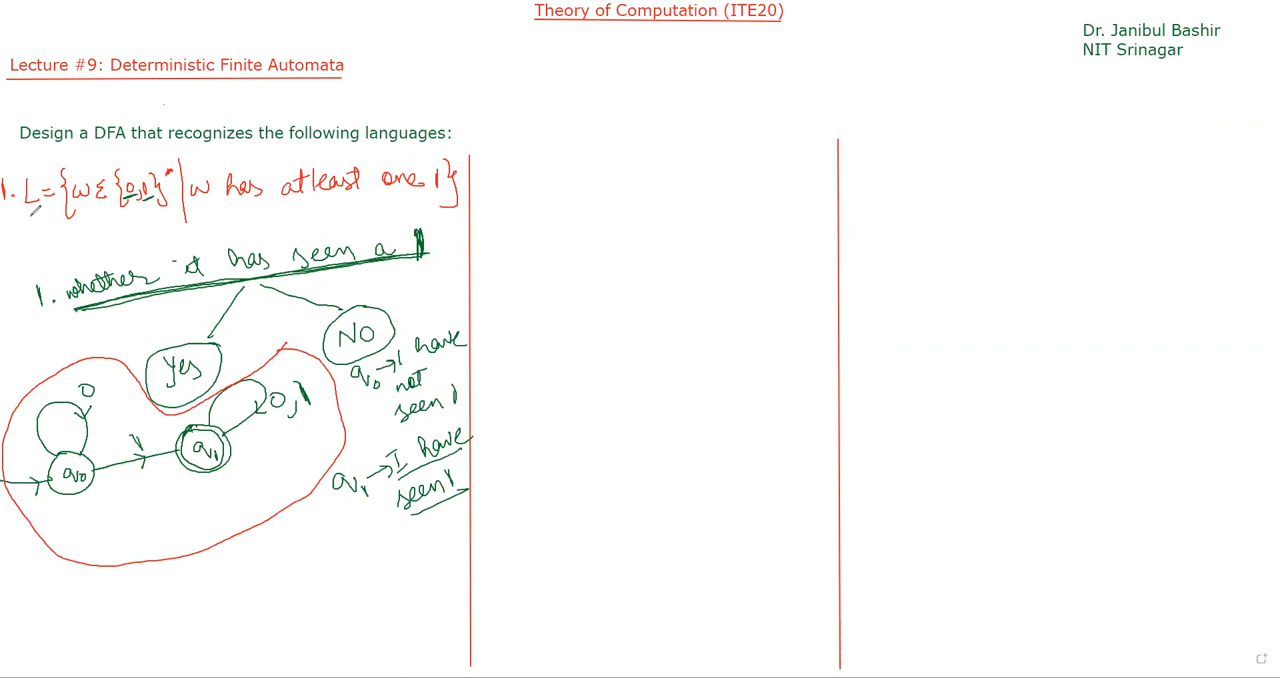 Theory of Computation (ITE20)
Dr. Janibul Bashir
NIT Srinagar
Lecture #9: Deterministic Finite Automata
Design a DFA that recognizes the following languages:
1. L = {w ε {0,1}* | w has atleast one 1}
1. whether it has seen a 1
Yes
NO
q0 → I have
not
seen 1
0
1
q0
q1
0,1
q1 → I have
seen 1